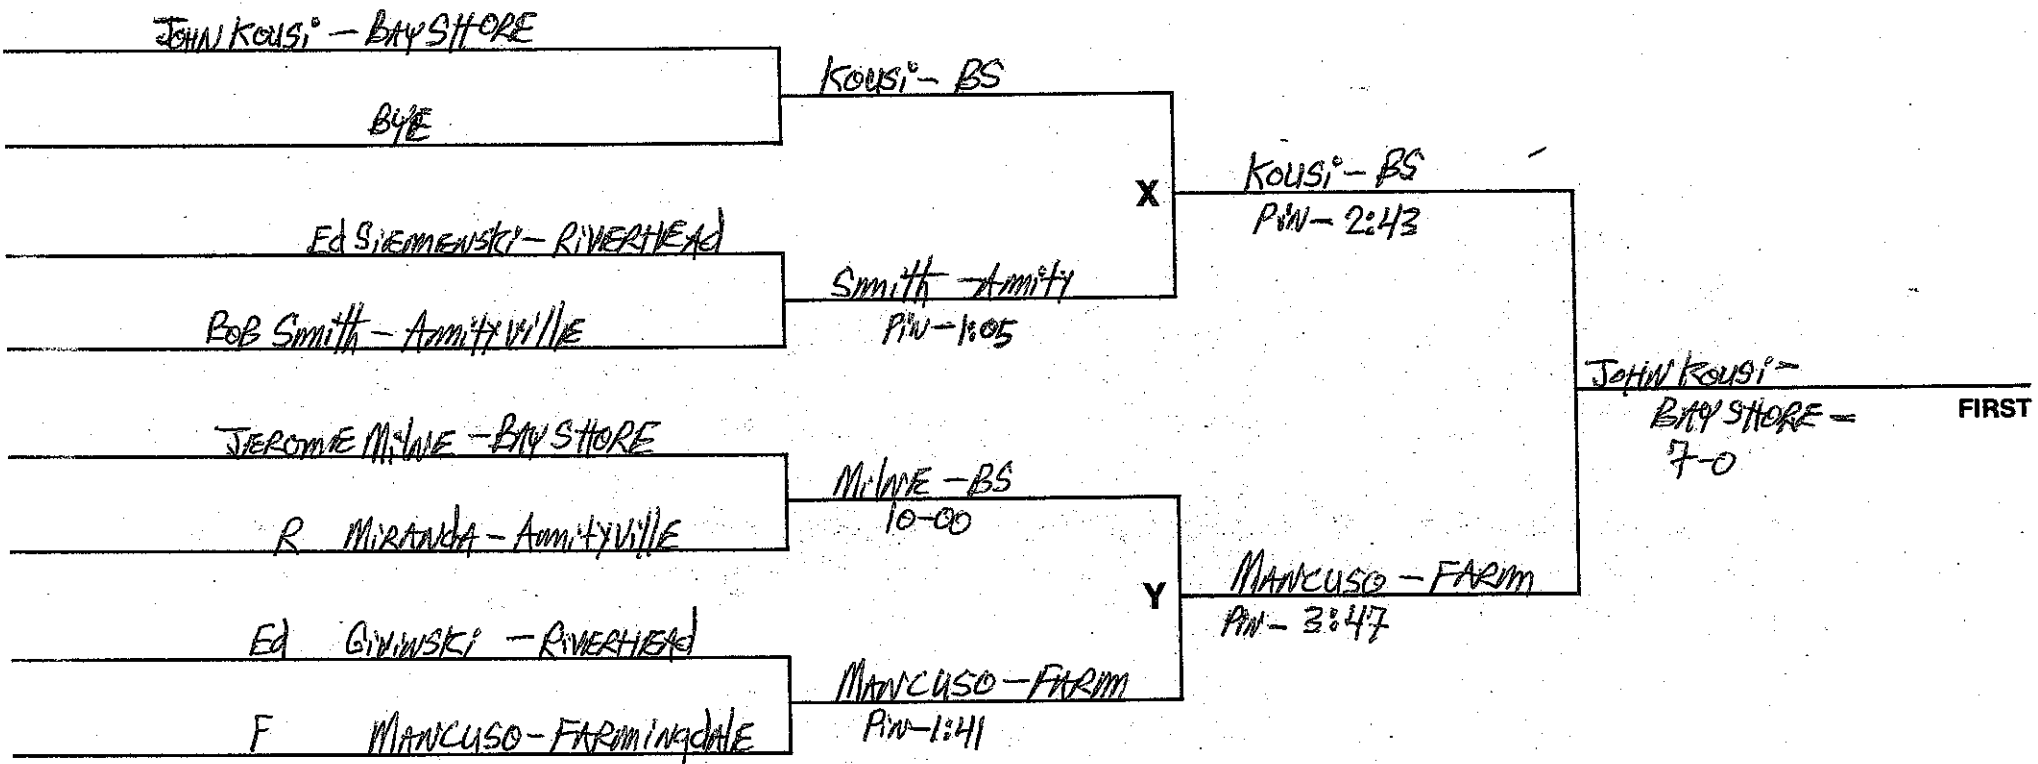 JOHN KOUSI - BAY SHORE
KOUSI - BS
BYE
KOUSI - BS
X
PIN - 2:43
Ed SIEMENSKI - RIVERHEAD
Smith - Amity
BOB Smith - Amityville
PIN - 1:05
JOHN KOUSI -
BAY SHORE -
FIRST
7-0
JEROME MILNE - BAY SHORE
MILNE - BS
10-00
R MIRANDA - Amityville
MANCUSO - FARM
Y
PIN - 3:47
Ed GIVINSKI - RIVERHEAD
MANCUSO - FARM
PIN - 1:41
F MANCUSO - FARMINGDALE